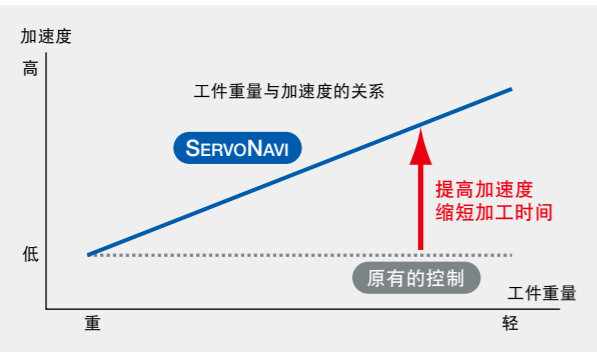 加速度
高
工件重量与加速度的关系
SERVONAVI
提高加速度
缩短加工时间
低
原有的控制
工件重量
重
轻